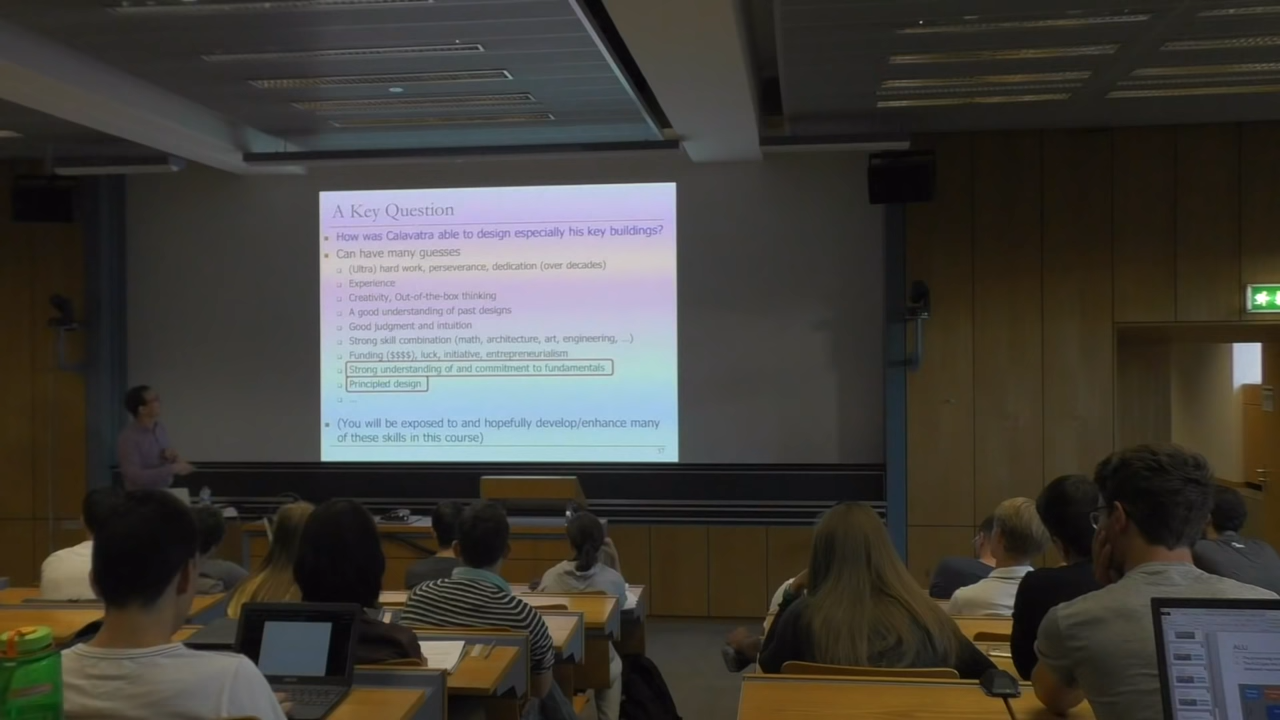 A Key Question
How was Calavatra able to design especially his key buildings?
Can have many guesses
(Ultra) hard work, perseverance, dedication (over decades)
Experience
Creativity, Out-of-the-box thinking
A good understanding of past designs
Good judgment and intuition
Strong skill combination (math, architecture, art, engineering, ...)
Funding ($$$$), luck, initiative, entrepreneurialism
Strong understanding of and commitment to fundamentals
Principled design
...
(You will be exposed to and hopefully develop/enhance many
of these skills in this course)